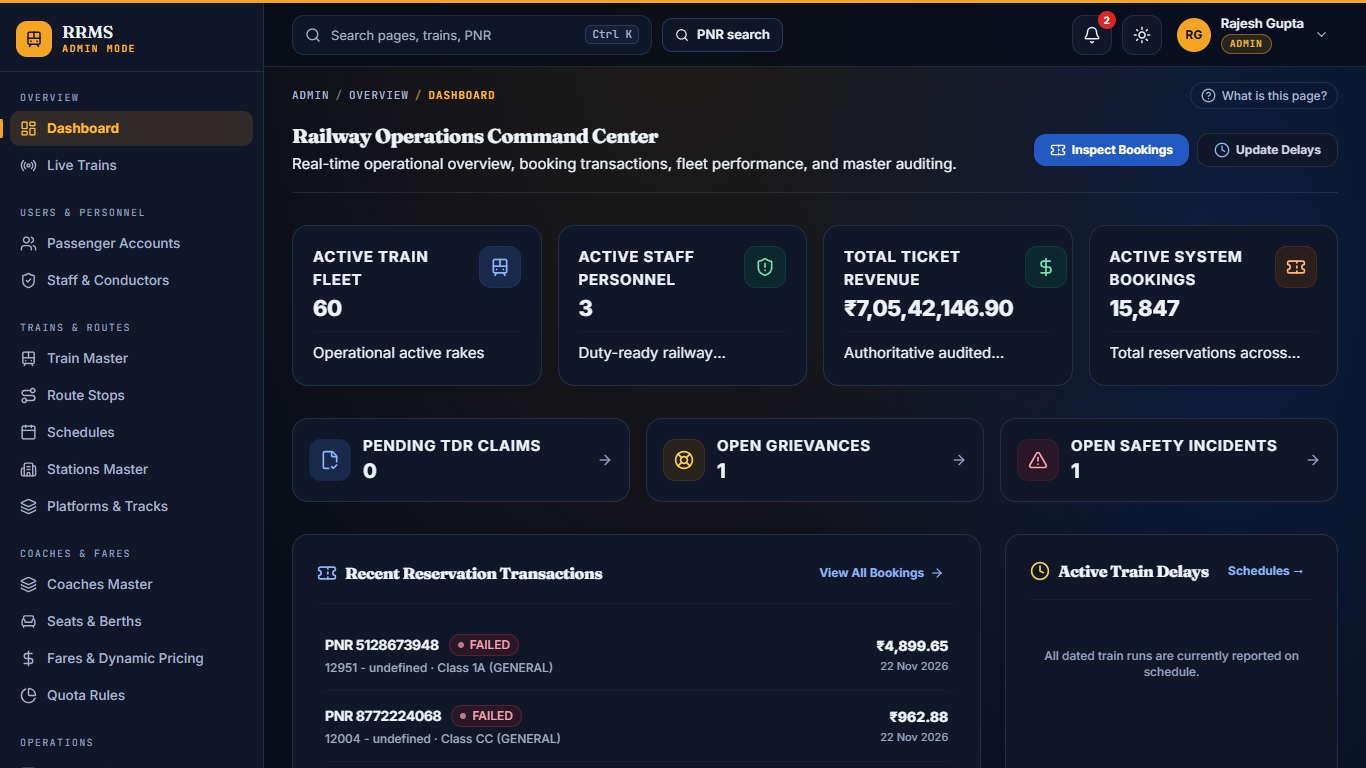 RRMS
ADMIN MODE
OVERVIEW
Dashboard
Live Trains
USERS & PERSONNEL
Passenger Accounts
Staff & Conductors
TRAINS & ROUTES
Train Master
Route Stops
Schedules
Stations Master
Platforms & Tracks
COACHES & FARES
Coaches Master
Seats & Berths
Fares & Dynamic Pricing
Quota Rules
OPERATIONS
Search pages, trains, PNR
Ctrl K
PNR search
2
RG
Rajesh Gupta
ADMIN
ADMIN / OVERVIEW / DASHBOARD
What is this page?
Railway Operations Command Center
Real-time operational overview, booking transactions, fleet performance, and master auditing.
Inspect Bookings
Update Delays
ACTIVE TRAIN
FLEET
60
Operational active rakes
ACTIVE STAFF
PERSONNEL
3
Duty-ready railway...
TOTAL TICKET
REVENUE
₹7,05,42,146.90
Authoritative audited...
ACTIVE SYSTEM
BOOKINGS
15,847
Total reservations across...
PENDING TDR CLAIMS
0
OPEN GRIEVANCES
1
OPEN SAFETY INCIDENTS
1
Recent Reservation Transactions
View All Bookings →
PNR 5128673948 FAILED
12951 - undefined · Class 1A (GENERAL)
₹4,899.65
22 Nov 2026
PNR 8772224068 FAILED
12004 - undefined · Class CC (GENERAL)
₹962.88
22 Nov 2026
Active Train Delays
Schedules →
All dated train runs are currently reported on
schedule.